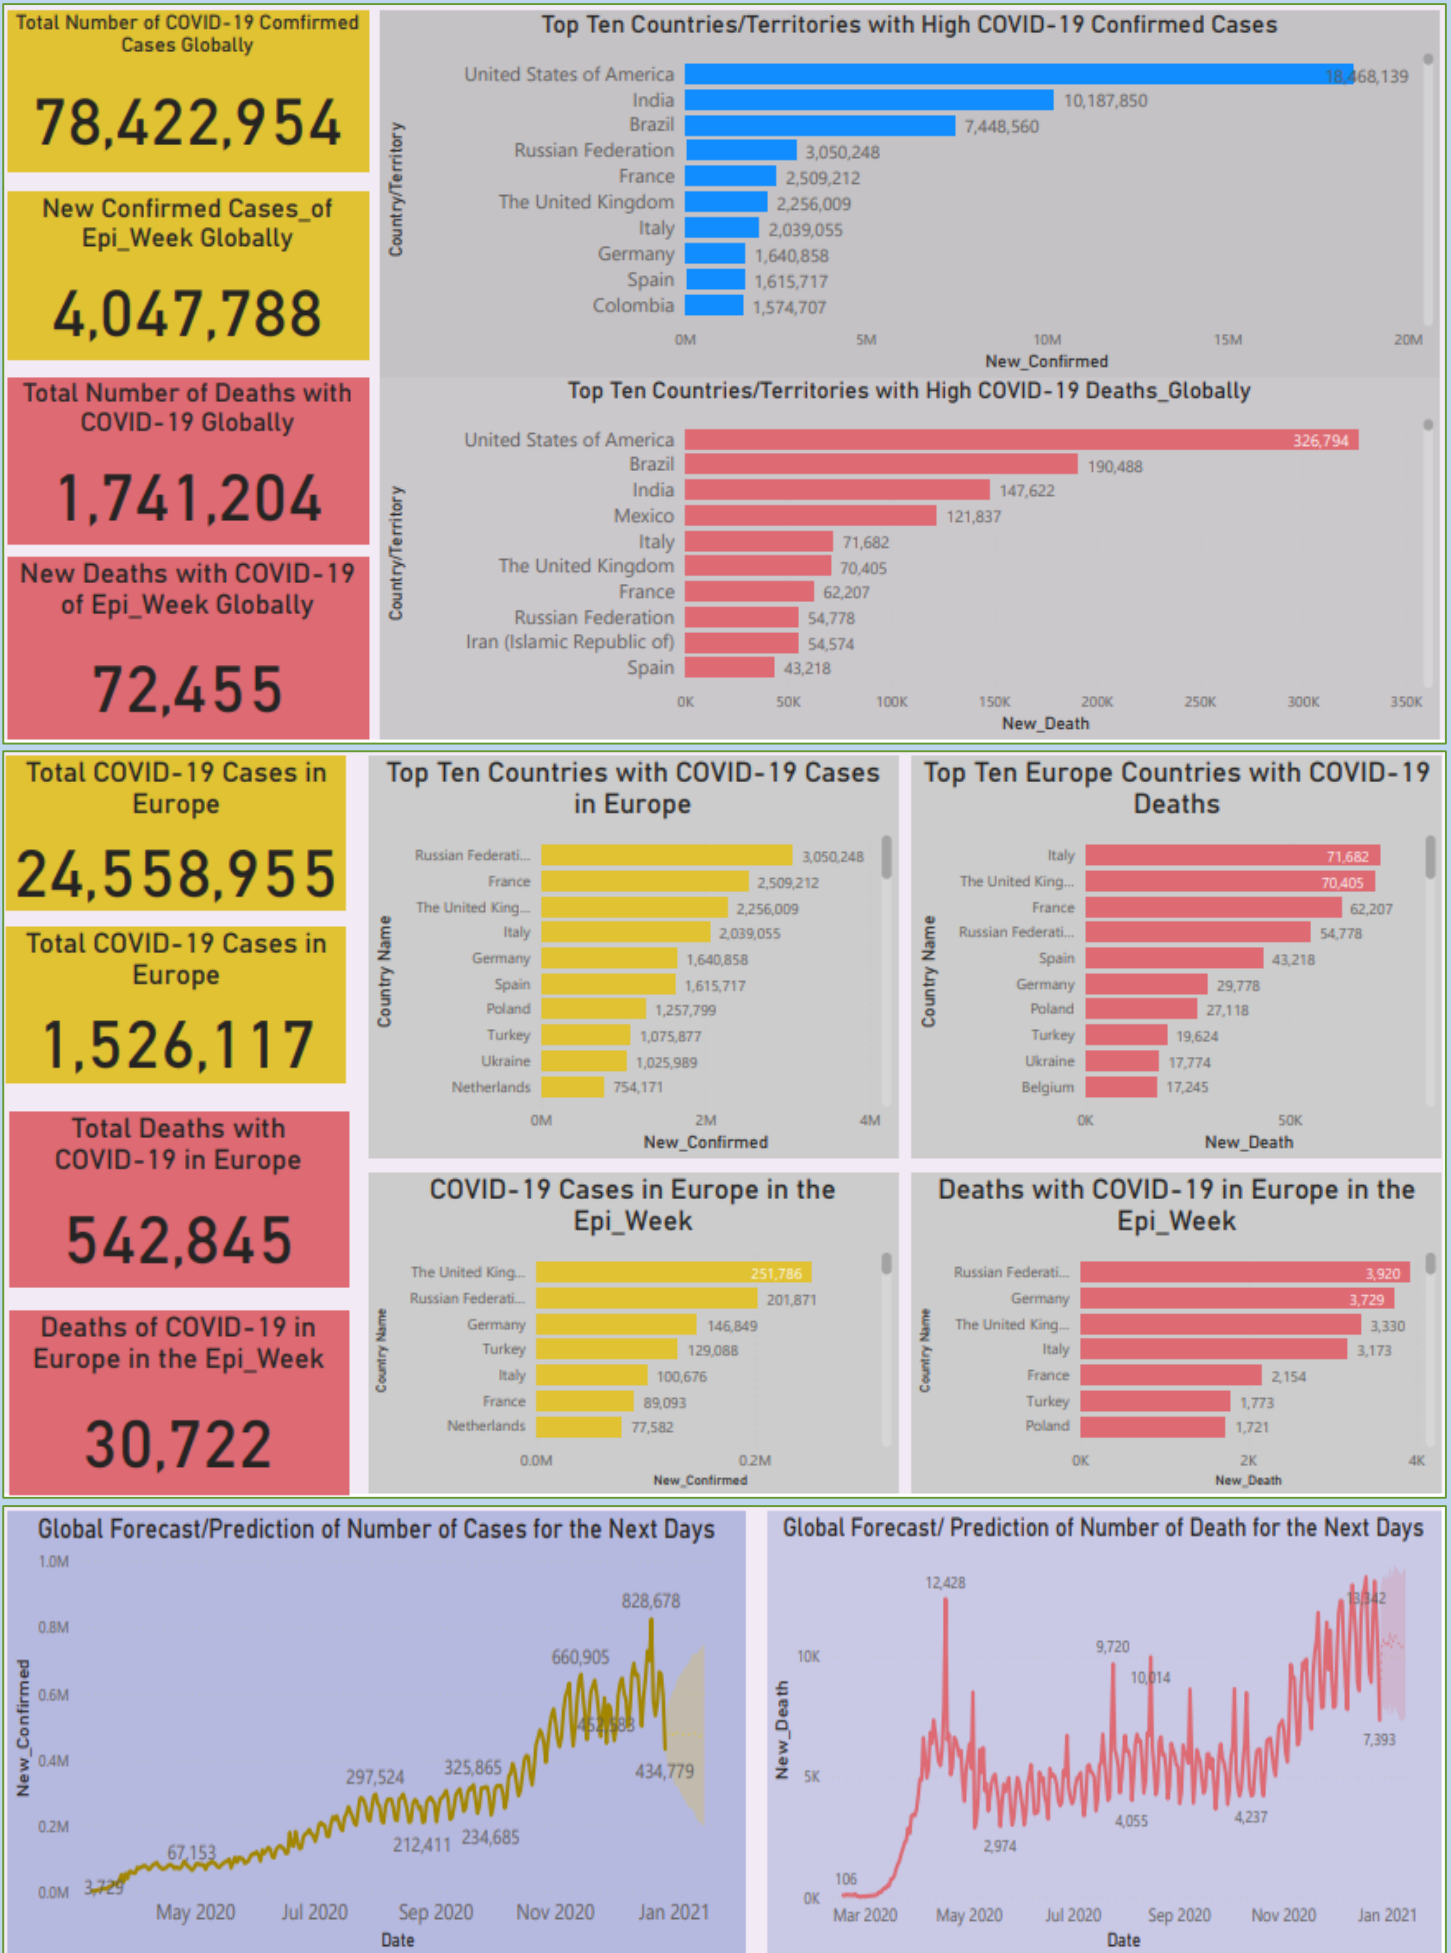 Total Number of COVID-19 Comfirmed
Cases Globally
78,422,954
New Confirmed Cases_of
Epi_Week Globally
4,047,788
Total Number of Deaths with
COVID-19 Globally
1,741,204
New Deaths with COVID-19
of Epi_Week Globally
72,455
Top Ten Countries/Territories with High COVID-19 Confirmed Cases
Country/Territory
United States of America 18,468,139
India 10,187,850
Brazil 7,448,560
Russian Federation 3,050,248
France 2,509,212
The United Kingdom 2,256,009
Italy 2,039,055
Germany 1,640,858
Spain 1,615,717
Colombia 1,574,707
0M 5M 10M 15M 20M
New_Confirmed
Top Ten Countries/Territories with High COVID-19 Deaths_Globally
Country/Territory
United States of America 326,794
Brazil 190,488
India 147,622
Mexico 121,837
Italy 71,682
The United Kingdom 70,405
France 62,207
Russian Federation 54,778
Iran (Islamic Republic of) 54,574
Spain 43,218
0K 50K 100K 150K 200K 250K 300K 350K
New_Death
Total COVID-19 Cases in
Europe
24,558,955
Total COVID-19 Cases in
Europe
1,526,117
Total Deaths with
COVID-19 in Europe
542,845
Deaths of COVID-19 in
Europe in the Epi_Week
30,722
Top Ten Countries with COVID-19 Cases
in Europe
Country Name
Russian Federati... 3,050,248
France 2,509,212
The United King... 2,256,009
Italy 2,039,055
Germany 1,640,858
Spain 1,615,717
Poland 1,257,799
Turkey 1,075,877
Ukraine 1,025,989
Netherlands 754,171
0M 2M 4M
New_Confirmed
Top Ten Europe Countries with COVID-19
Deaths
Country Name
Italy 71,682
The United King... 70,405
France 62,207
Russian Federati... 54,778
Spain 43,218
Germany 29,778
Poland 27,118
Turkey 19,624
Ukraine 17,774
Belgium 17,245
0K 50K
New_Death
COVID-19 Cases in Europe in the
Epi_Week
Country Name
The United King... 251,786
Russian Federati... 201,871
Germany 146,849
Turkey 129,088
Italy 100,676
France 89,093
Netherlands 77,582
0.0M 0.2M
New_Confirmed
Deaths with COVID-19 in Europe in the
Epi_Week
Country Name
Russian Federati... 3,920
Germany 3,729
The United King... 3,330
Italy 3,173
France 2,154
Turkey 1,773
Poland 1,721
0K 2K 4K
New_Death
Global Forecast/Prediction of Number of Cases for the Next Days
New_Confirmed
1.0M
0.8M
0.6M
0.4M
0.2M
0.0M
3,729
67,153
297,524
212,411
325,865
234,685
660,905
452,583
828,678
434,779
May 2020 Jul 2020 Sep 2020 Nov 2020 Jan 2021
Date
Global Forecast/ Prediction of Number of Death for the Next Days
New_Death
10K
5K
0K
106
12,428
2,974
9,720
4,055
10,014
4,237
13,342
7,393
Mar 2020 May 2020 Jul 2020 Sep 2020 Nov 2020 Jan 2021
Date